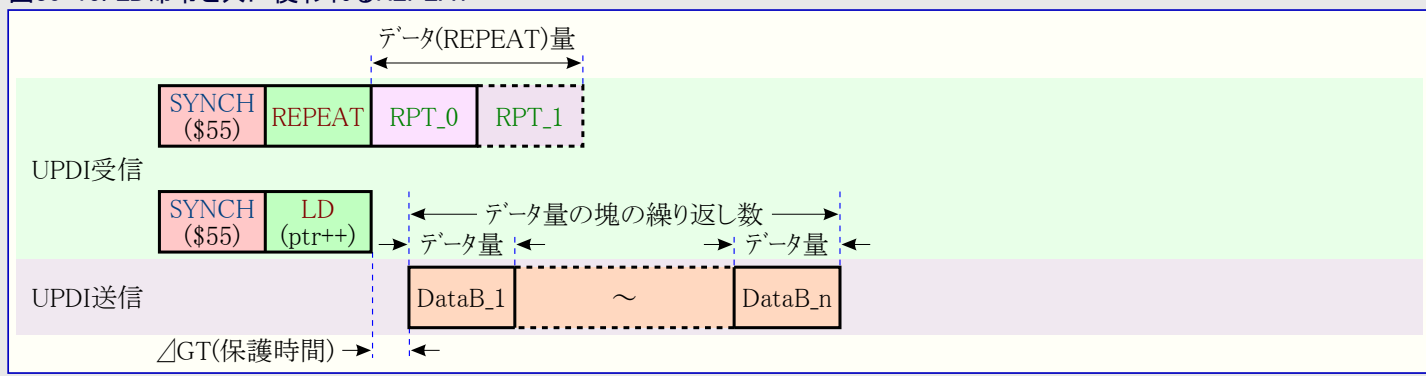 データ(REPEAT)量
SYNCH
($55)
REPEAT
RPT_0
RPT_1
UPDI受信
SYNCH
($55)
LD
(ptr++)
データ量の塊の繰り返し数
データ量
データ量
UPDI送信
DataB_1
～
DataB_n
⊿GT(保護時間)